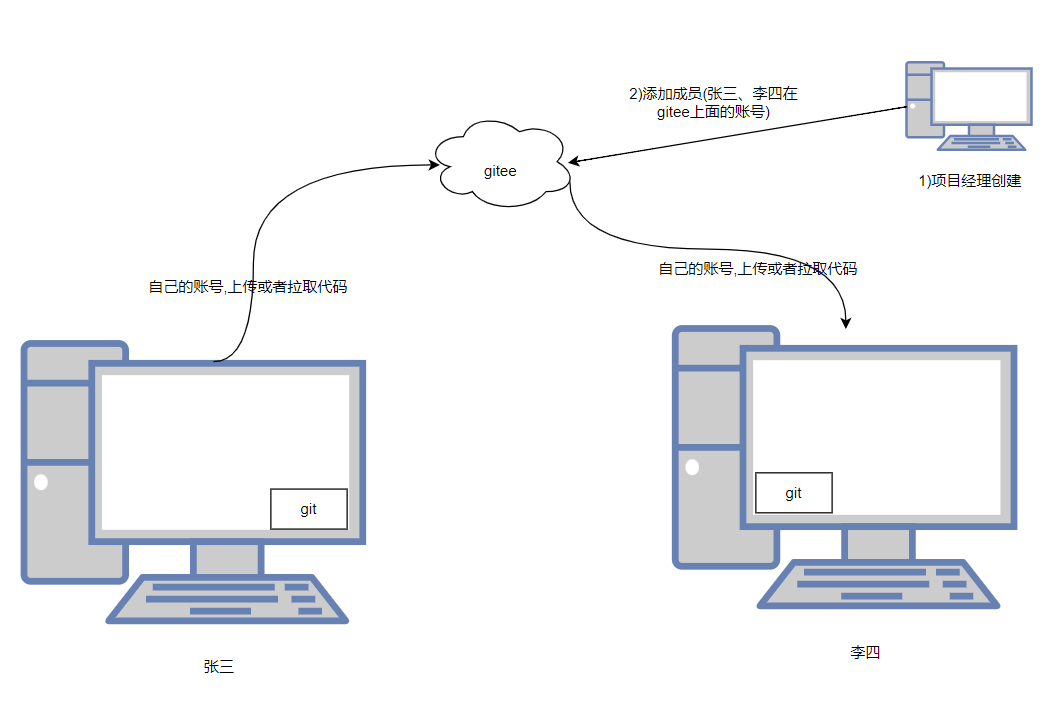 2)添加成员(张三、李四在
gitee上面的账号)
gitee
1)项目经理创建
自己的账号,上传或者拉取代码
自己的账号,上传或者拉取代码
git
git
张三
李四